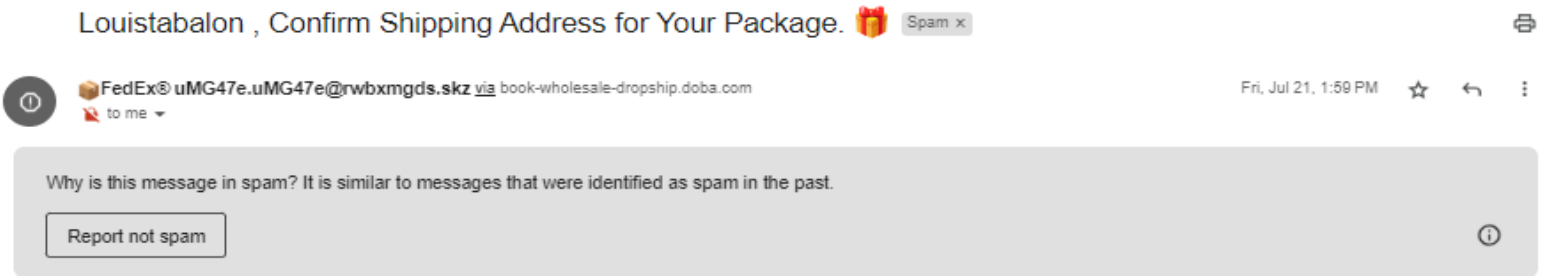 Louistabalon , Confirm Shipping Address for Your Package. 🎁 Spam x
📦FedEx® uMG47e.uMG47e@rwbxmgds.skz via book-wholesale-dropship.doba.com Fri, Jul 21, 1:59 PM
to me
Why is this message in spam? It is similar to messages that were identified as spam in the past.
Report not spam